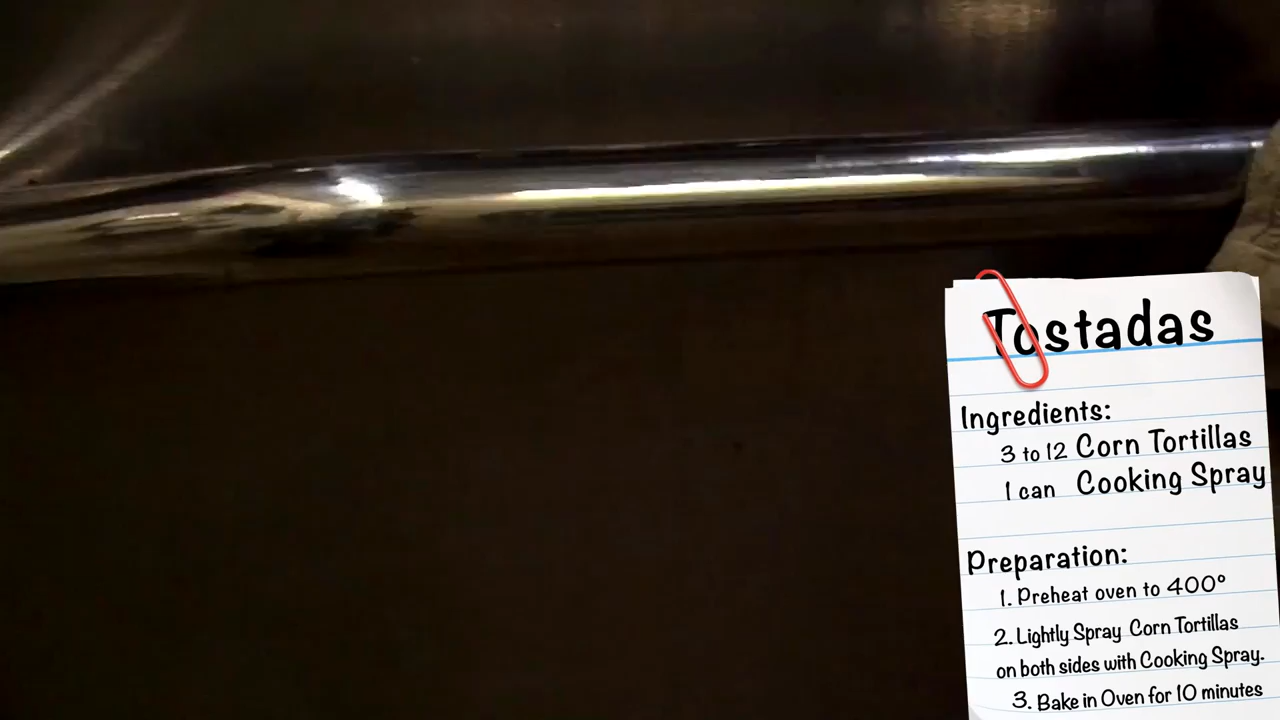 Tostadas
Ingredients:
3 to 12 Corn Tortillas
1 can Cooking Spray
Preparation:
1. Preheat oven to 400°
2. Lightly Spray Corn Tortillas
on both sides with Cooking Spray.
3. Bake in Oven for 10 minutes